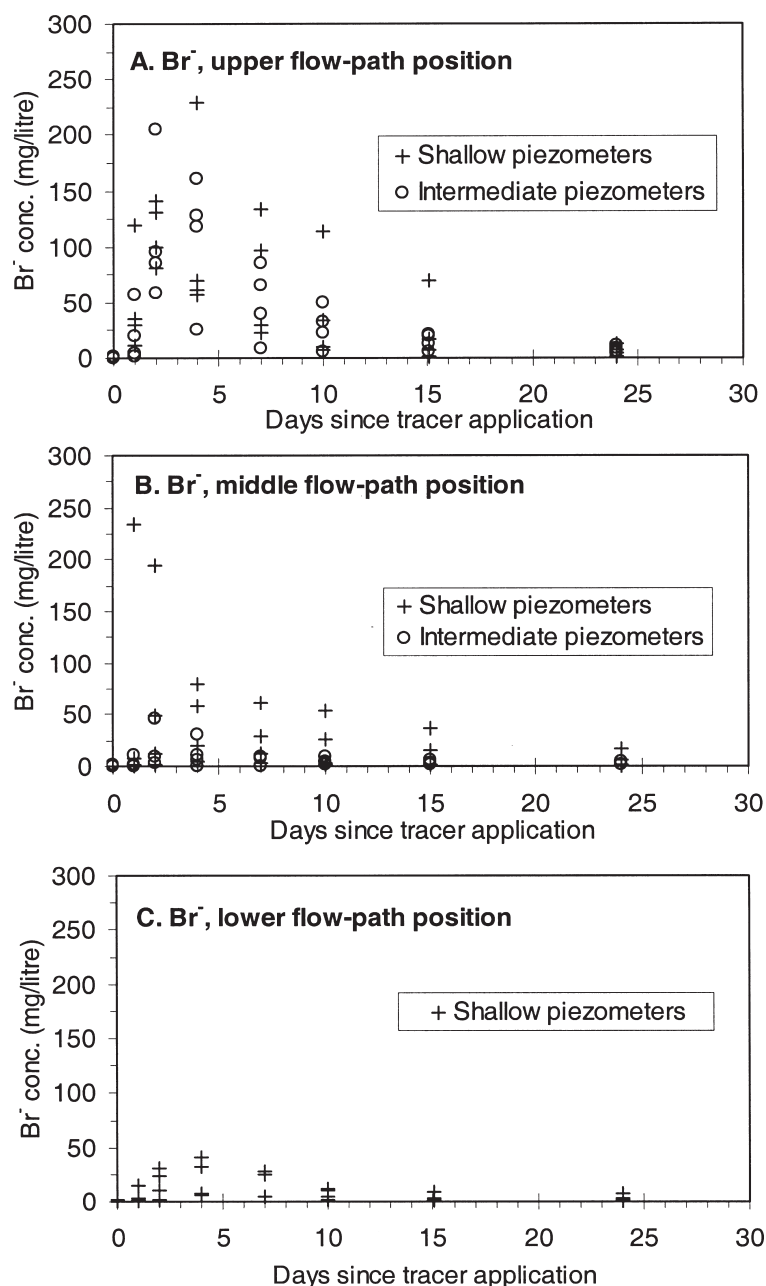 A. Br⁻, upper flow-path position
Br⁻ conc. (mg/litre)
300
250
200
150
100
50
0
+ Shallow piezometers
o Intermediate piezometers
0 5 10 15 20 25 30
Days since tracer application
B. Br⁻, middle flow-path position
Br⁻ conc. (mg/litre)
300
250
200
150
100
50
0
+ Shallow piezometers
o Intermediate piezometers
0 5 10 15 20 25 30
Days since tracer application
C. Br⁻, lower flow-path position
Br⁻ conc. (mg/litre)
300
250
200
150
100
50
0
+ Shallow piezometers
0 5 10 15 20 25 30
Days since tracer application